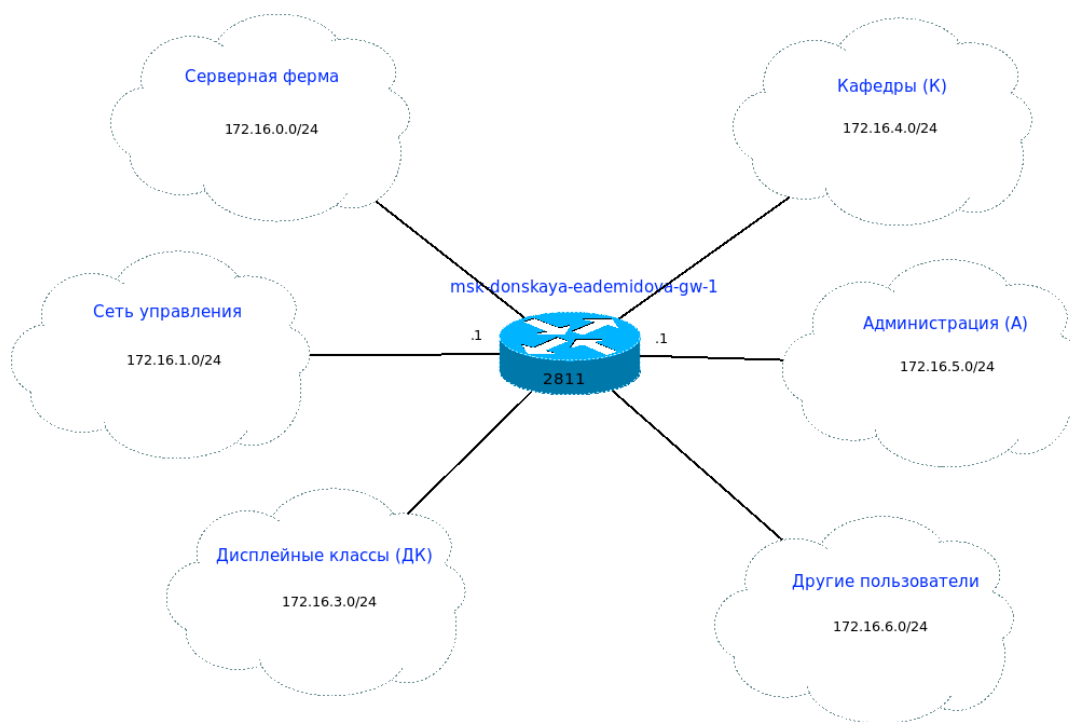 Серверная ферма
172.16.0.0/24
Кафедры (К)
172.16.4.0/24
msk-donskaya-eademidova-gw-1
Сеть управления
172.16.1.0/24
.1
.1
2811
Администрация (А)
172.16.5.0/24
Дисплейные классы (ДК)
172.16.3.0/24
Другие пользователи
172.16.6.0/24